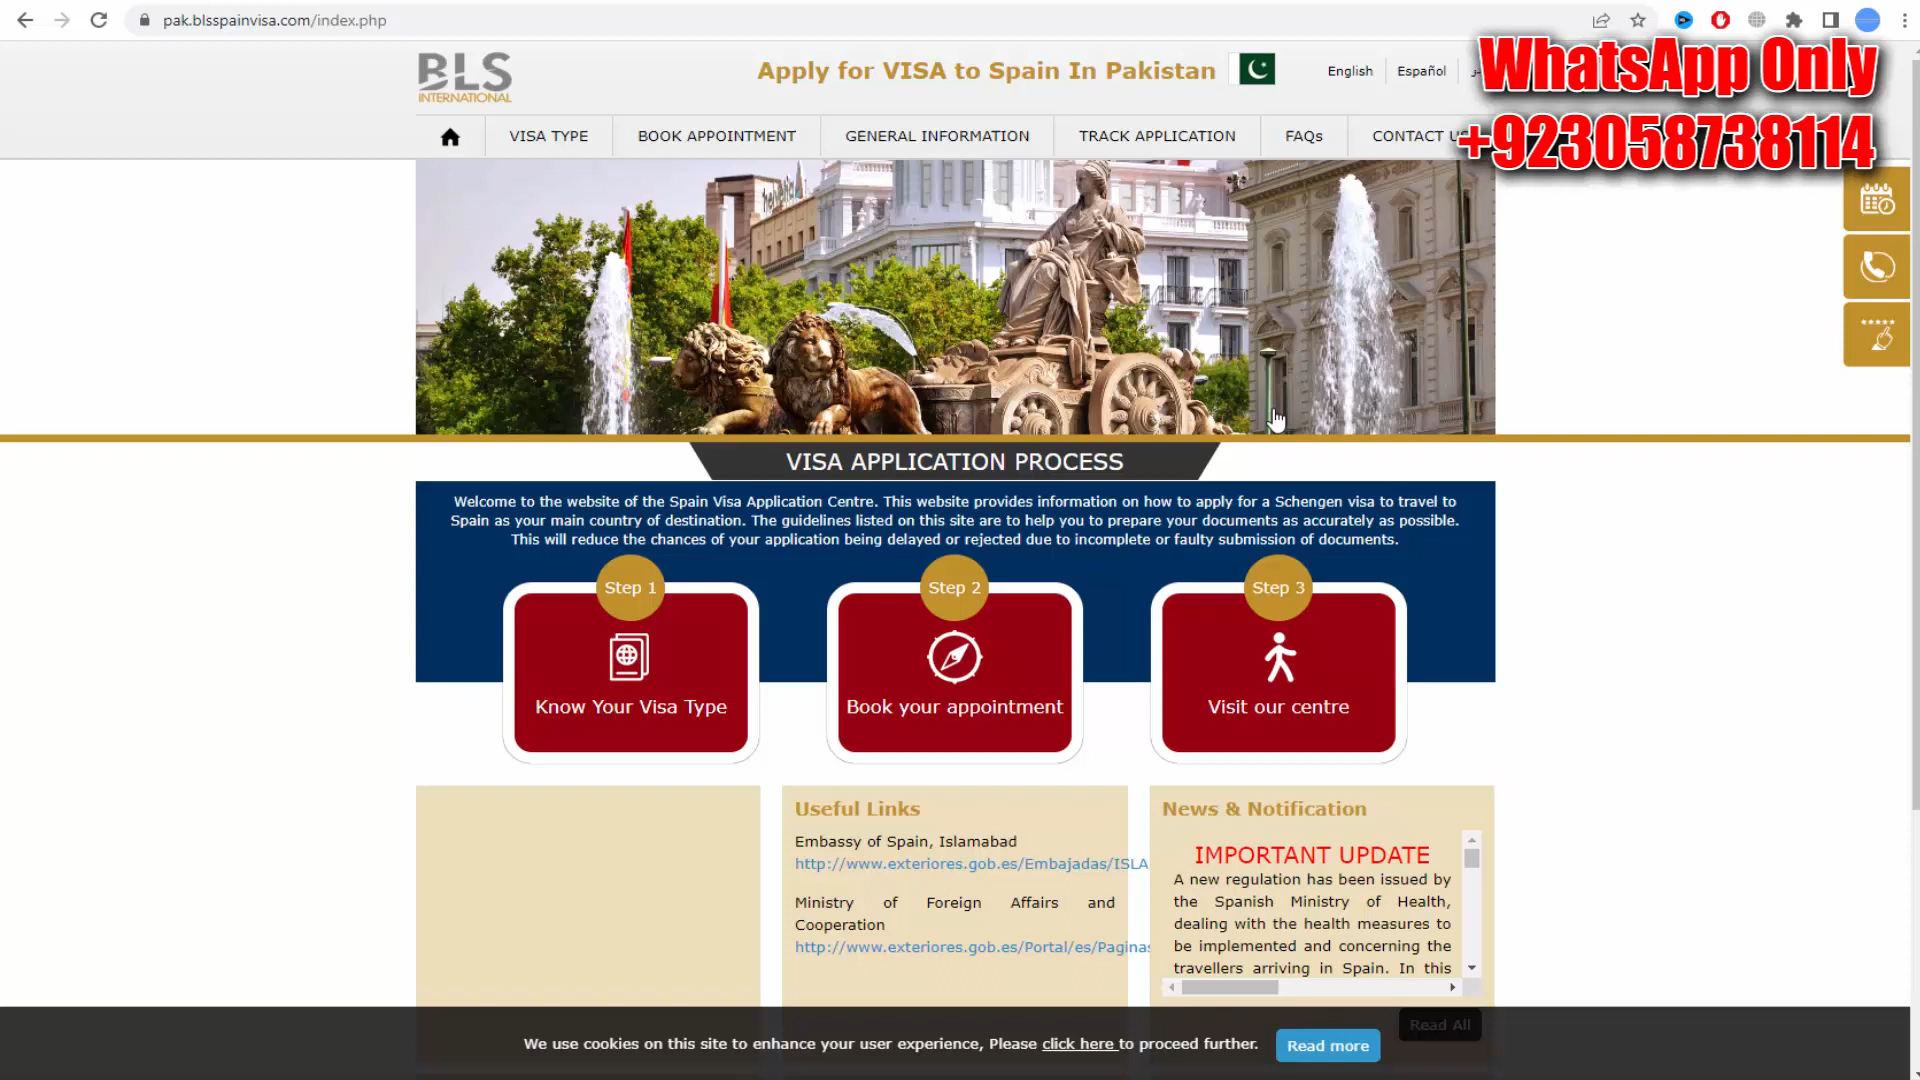 pak.blsspainvisa.com/index.php
WhatsApp Only
+923058738114
BLS
INTERNATIONAL
Apply for VISA to Spain In Pakistan
English
Español
VISA TYPE
BOOK APPOINTMENT
GENERAL INFORMATION
TRACK APPLICATION
FAQs
CONTACT US
VISA APPLICATION PROCESS
Welcome to the website of the Spain Visa Application Centre. This website provides information on how to apply for a Schengen visa to travel to
Spain as your main country of destination. The guidelines listed on this site are to help you to prepare your documents as accurately as possible.
This will reduce the chances of your application being delayed or rejected due to incomplete or faulty submission of documents.
Step 1
Know Your Visa Type
Step 2
Book your appointment
Step 3
Visit our centre
Useful Links
Embassy of Spain, Islamabad
http://www.exteriores.gob.es/Embajadas/ISLA
Ministry of Foreign Affairs and
Cooperation
http://www.exteriores.gob.es/Portal/es/Paginas
News & Notification
IMPORTANT UPDATE
A new regulation has been issued by
the Spanish Ministry of Health,
dealing with the health measures to
be implemented and concerning the
travellers arriving in Spain. In this
Read All
We use cookies on this site to enhance your user experience, Please click here to proceed further.
Read more